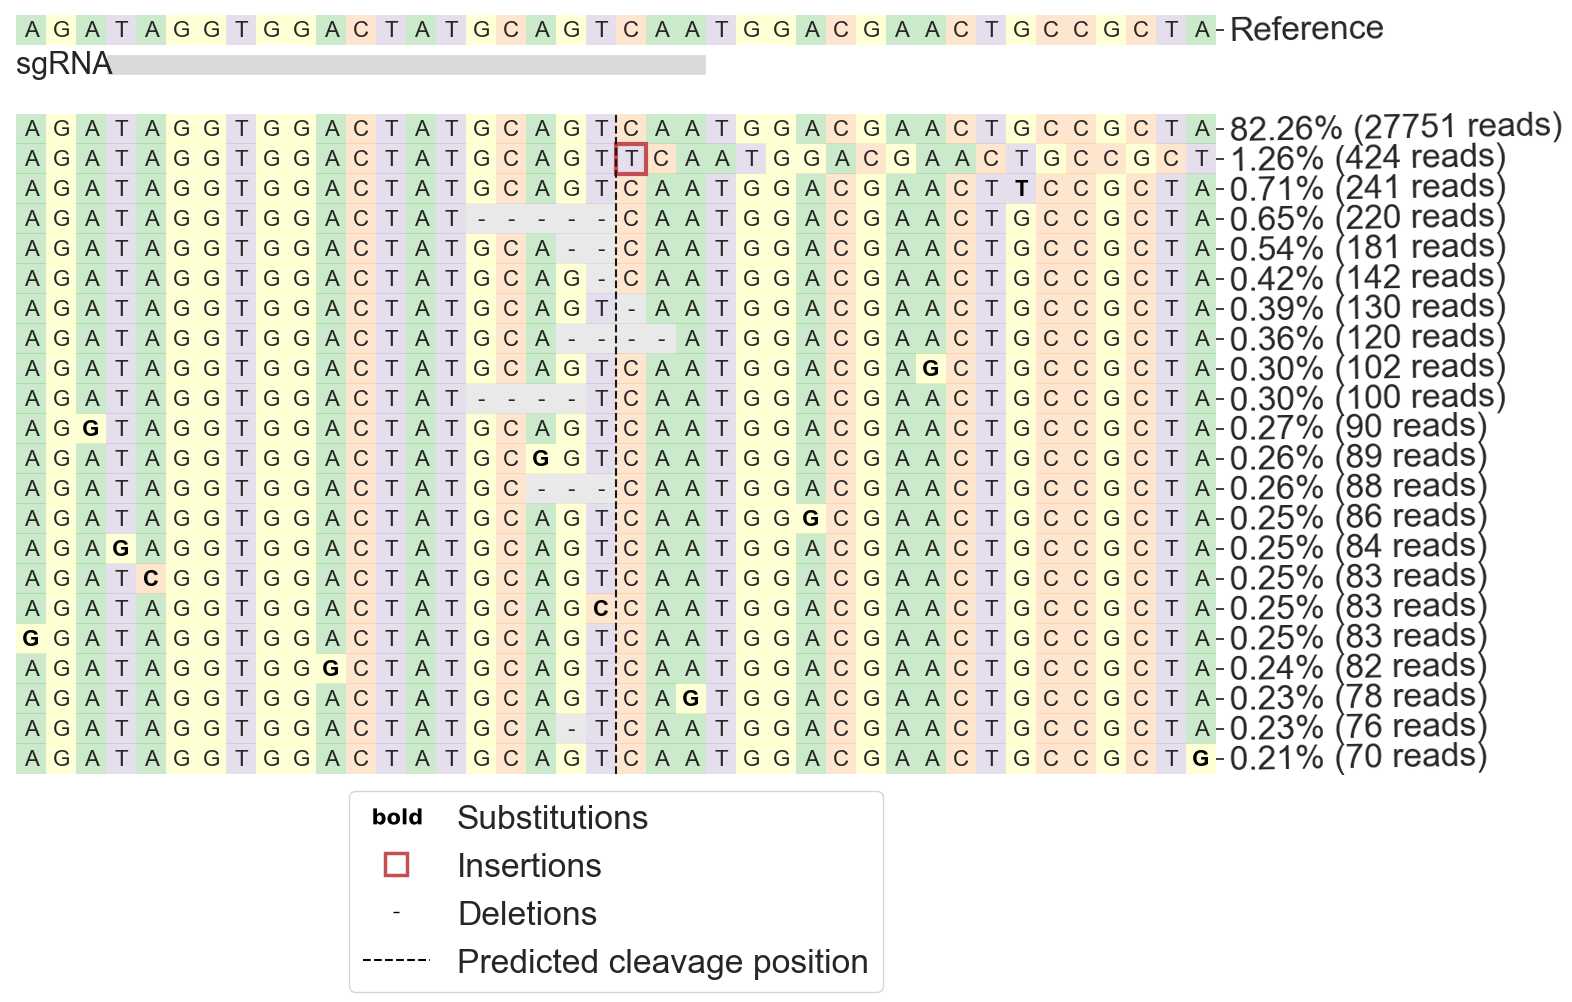 A G A T A G G T G G A C T A T G C A G T C A A T G G A C G A A C T G C C G C T A Reference
sgRNA
A G A T A G G T G G A C T A T G C A G T C A A T G G A C G A A C T G C C G C T A 82.26% (27751 reads)
A G A T A G G T G G A C T A T G C A G T T C A A T G G A C G A A C T G C C G C T 1.26% (424 reads)
A G A T A G G T G G A C T A T G C A G T C A A T G G A C G A A C T T C C G C T A 0.71% (241 reads)
A G A T A G G T G G A C T A T - - - - - C A A T G G A C G A A C T G C C G C T A 0.65% (220 reads)
A G A T A G G T G G A C T A T G C A - - C A A T G G A C G A A C T G C C G C T A 0.54% (181 reads)
A G A T A G G T G G A C T A T G C A G - C A A T G G A C G A A C T G C C G C T A 0.42% (142 reads)
A G A T A G G T G G A C T A T G C A G T - A A T G G A C G A A C T G C C G C T A 0.39% (130 reads)
A G A T A G G T G G A C T A T G C A - - - - A T G G A C G A A C T G C C G C T A 0.36% (120 reads)
A G A T A G G T G G A C T A T G C A G T C A A T G G A C G A G C T G C C G C T A 0.30% (102 reads)
A G A T A G G T G G A C T A T - - - - T C A A T G G A C G A A C T G C C G C T A 0.30% (100 reads)
A G G T A G G T G G A C T A T G C A G T C A A T G G A C G A A C T G C C G C T A 0.27% (90 reads)
A G A T A G G T G G A C T A T G C G G T C A A T G G A C G A A C T G C C G C T A 0.26% (89 reads)
A G A T A G G T G G A C T A T G C - - - C A A T G G A C G A A C T G C C G C T A 0.26% (88 reads)
A G A T A G G T G G A C T A T G C A G T C A A T G G G C G A A C T G C C G C T A 0.25% (86 reads)
A G A G A G G T G G A C T A T G C A G T C A A T G G A C G A A C T G C C G C T A 0.25% (84 reads)
A G A T C G G T G G A C T A T G C A G T C A A T G G A C G A A C T G C C G C T A 0.25% (83 reads)
A G A T A G G T G G A C T A T G C A G C C A A T G G A C G A A C T G C C G C T A 0.25% (83 reads)
G G A T A G G T G G A C T A T G C A G T C A A T G G A C G A A C T G C C G C T A 0.25% (83 reads)
A G A T A G G T G G G C T A T G C A G T C A A T G G A C G A A C T G C C G C T A 0.24% (82 reads)
A G A T A G G T G G A C T A T G C A G T C A G T G G A C G A A C T G C C G C T A 0.23% (78 reads)
A G A T A G G T G G A C T A T G C A - T C A A T G G A C G A A C T G C C G C T A 0.23% (76 reads)
A G A T A G G T G G A C T A T G C A G T C A A T G G A C G A A C T G C C G C T G 0.21% (70 reads)
bold Substitutions
Insertions
- Deletions
Predicted cleavage position